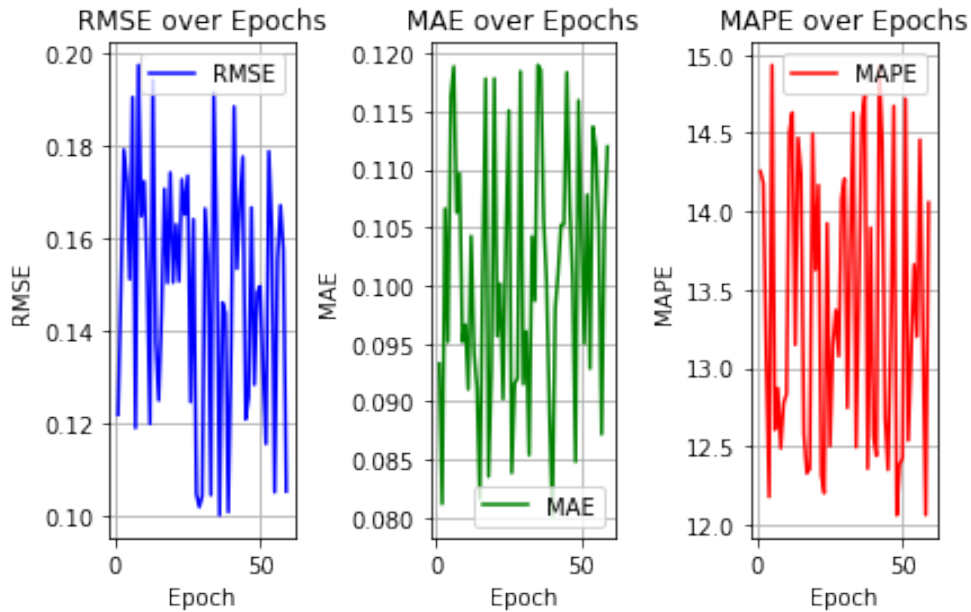 RMSE over Epochs
0.20
0.18
0.16
0.14
0.12
0.10
RMSE
RMSE
0
50
Epoch
MAE over Epochs
0.120
0.115
0.110
0.105
0.100
0.095
0.090
0.085
0.080
MAE
MAE
0
50
Epoch
MAPE over Epochs
15.0
14.5
14.0
13.5
13.0
12.5
12.0
MAPE
MAPE
0
50
Epoch